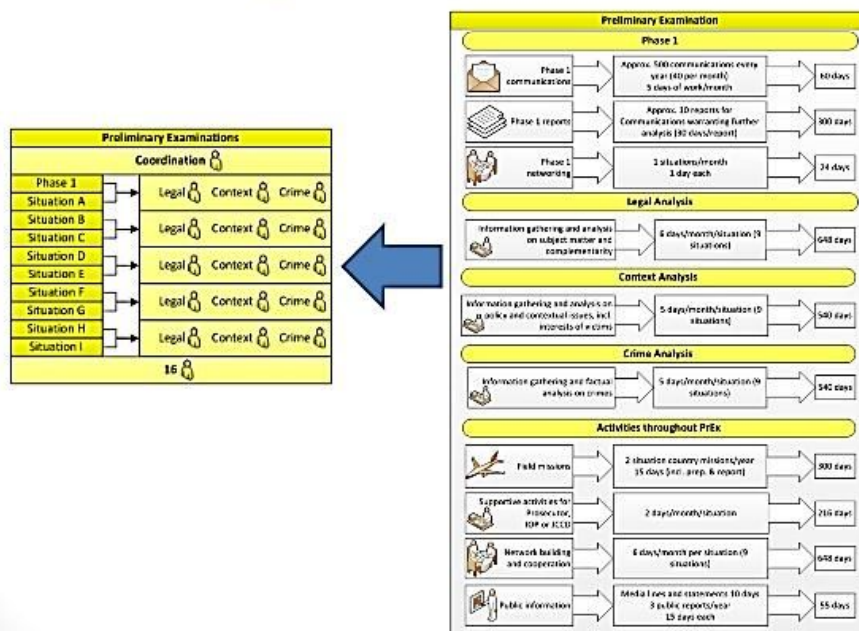 Preliminary Examinations
Coordination
Phase 1
Situation A
Legal Context Crime
Situation B
Situation C
Legal Context Crime
Situation D
Situation E
Legal Context Crime
Situation F
Situation G
Legal Context Crime
Situation H
Situation I
Legal Context Crime
16
Preliminary Examination
Phase 1
Phase 1
communications
Approx. 500 communications every
year (40 per month)
5 days of work/month
60 days
Phase 1 reports
Approx. 10 reports for
Communications warranting further
analysis (30 days/report)
300 days
Phase 1
networking
1 situations/month
1 day each
24 days
Legal Analysis
Information gathering and analysis
on subject matter and
complementarity
6 days/month/situation (9
situations)
648 days
Context Analysis
Information gathering and analysis on
policy and contextual issues, incl.
interests of victims
5 days/month/situation (9
situations)
540 days
Crime Analysis
Information gathering and factual
analysis on crimes
5 days/month/situation (9
situations)
540 days
Activities throughout PrEx
Field missions
2 situation country missions/year
15 days (incl. prep. & report)
300 days
Supportive activities for
Prosecutor,
IOP or JCCD
2 days/month/situation
216 days
Network building
and cooperation
6 days/month per situation (9
situations)
648 days
Public information
Media lines and statements 10 days
3 public reports/year
15 days each
55 days